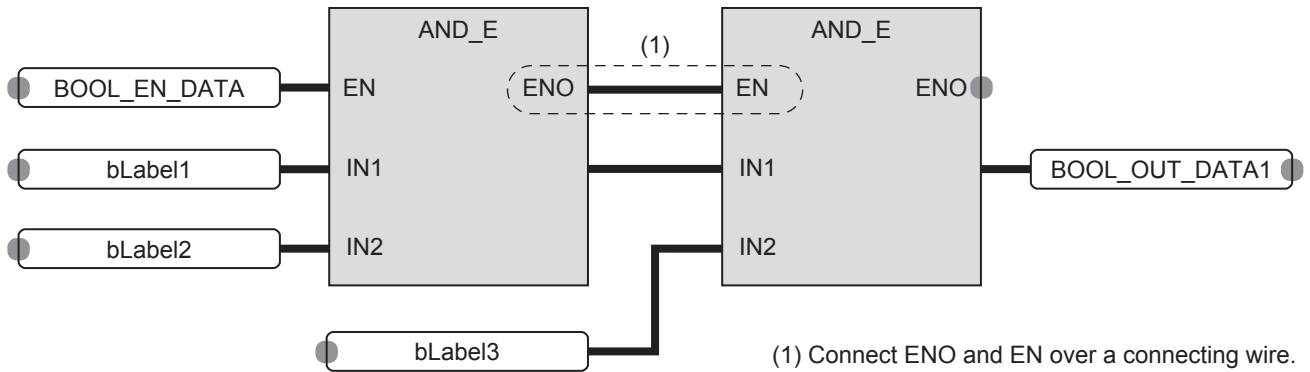 AND_E
AND_E
(1)
BOOL_EN_DATA
EN
ENO
EN
ENO
bLabel1
IN1
IN1
BOOL_OUT_DATA1
bLabel2
IN2
IN2
bLabel3
(1) Connect ENO and EN over a connecting wire.